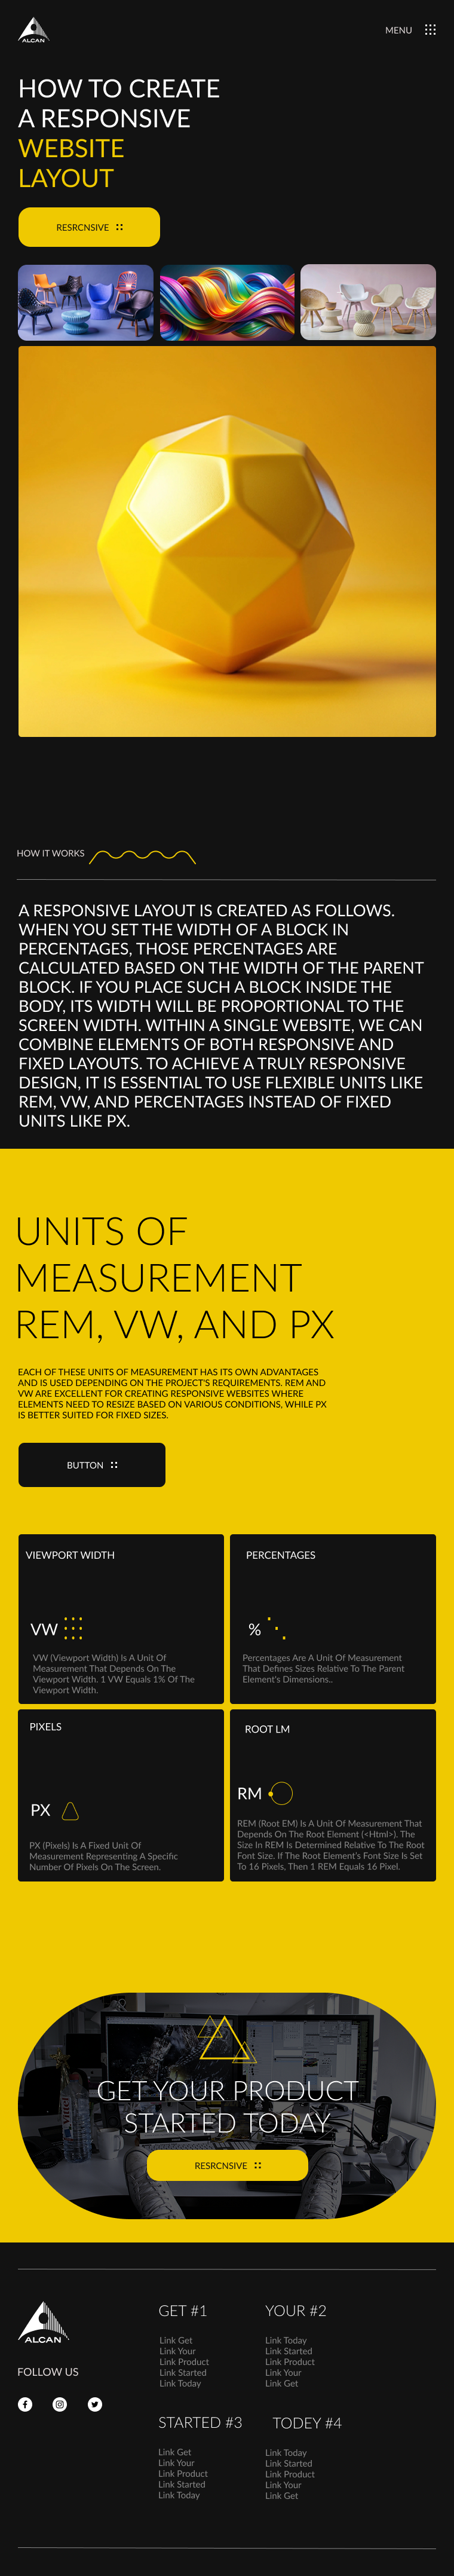 ALCAN
MENU
HOW TO CREATE
A RESPONSIVE
WEBSITE
LAYOUT
RESRCNSIVE
HOW IT WORKS
A RESPONSIVE LAYOUT IS CREATED AS FOLLOWS.
WHEN YOU SET THE WIDTH OF A BLOCK IN
PERCENTAGES, THOSE PERCENTAGES ARE
CALCULATED BASED ON THE WIDTH OF THE PARENT
BLOCK. IF YOU PLACE SUCH A BLOCK INSIDE THE
BODY, ITS WIDTH WILL BE PROPORTIONAL TO THE
SCREEN WIDTH. WITHIN A SINGLE WEBSITE, WE CAN
COMBINE ELEMENTS OF BOTH RESPONSIVE AND
FIXED LAYOUTS. TO ACHIEVE A TRULY RESPONSIVE
DESIGN, IT IS ESSENTIAL TO USE FLEXIBLE UNITS LIKE
REM, VW, AND PERCENTAGES INSTEAD OF FIXED
UNITS LIKE PX.
UNITS OF
MEASUREMENT
REM, VW, AND PX
EACH OF THESE UNITS OF MEASUREMENT HAS ITS OWN ADVANTAGES
AND IS USED DEPENDING ON THE PROJECT'S REQUIREMENTS. REM AND
VW ARE EXCELLENT FOR CREATING RESPONSIVE WEBSITES WHERE
ELEMENTS NEED TO RESIZE BASED ON VARIOUS CONDITIONS, WHILE PX
IS BETTER SUITED FOR FIXED SIZES.
BUTTON
VIEWPORT WIDTH
VW
VW (Viewport Width) Is A Unit Of
Measurement That Depends On The
Viewport Width. 1 VW Equals 1% Of The
Viewport Width.
PERCENTAGES
%
Percentages Are A Unit Of Measurement
That Defines Sizes Relative To The Parent
Element's Dimensions..
PIXELS
PX
PX (Pixels) Is A Fixed Unit Of
Measurement Representing A Specific
Number Of Pixels On The Screen.
ROOT LM
RM
REM (Root EM) Is A Unit Of Measurement That
Depends On The Root Element (<Html>). The
Size In REM Is Determined Relative To The Root
Font Size. If The Root Element's Font Size Is Set
To 16 Pixels, Then 1 REM Equals 16 Pixel.
GET YOUR PRODUCT
STARTED TODAY
RESRCNSIVE
ALCAN
FOLLOW US
GET #1
Link Get
Link Your
Link Product
Link Started
Link Today
YOUR #2
Link Today
Link Started
Link Product
Link Your
Link Get
STARTED #3
Link Get
Link Your
Link Product
Link Started
Link Today
TODEY #4
Link Today
Link Started
Link Product
Link Your
Link Get